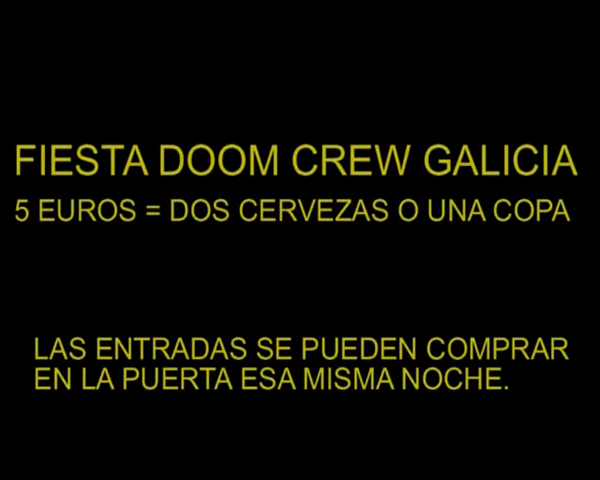 FIESTA DOOM CREW GALICIA
5 EUROS = DOS CERVEZAS O UNA COPA
LAS ENTRADAS SE PUEDEN COMPRAR
EN LA PUERTA ESA MISMA NOCHE.